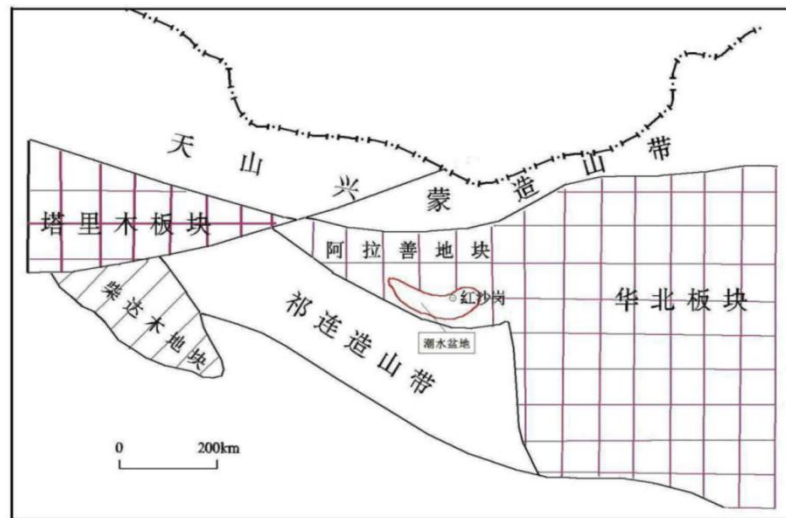 天山兴蒙造山带
塔里木板块
阿拉善地块
柴达木地块
红沙岗
华北板块
潮水盆地
祁连造山带
0 200km